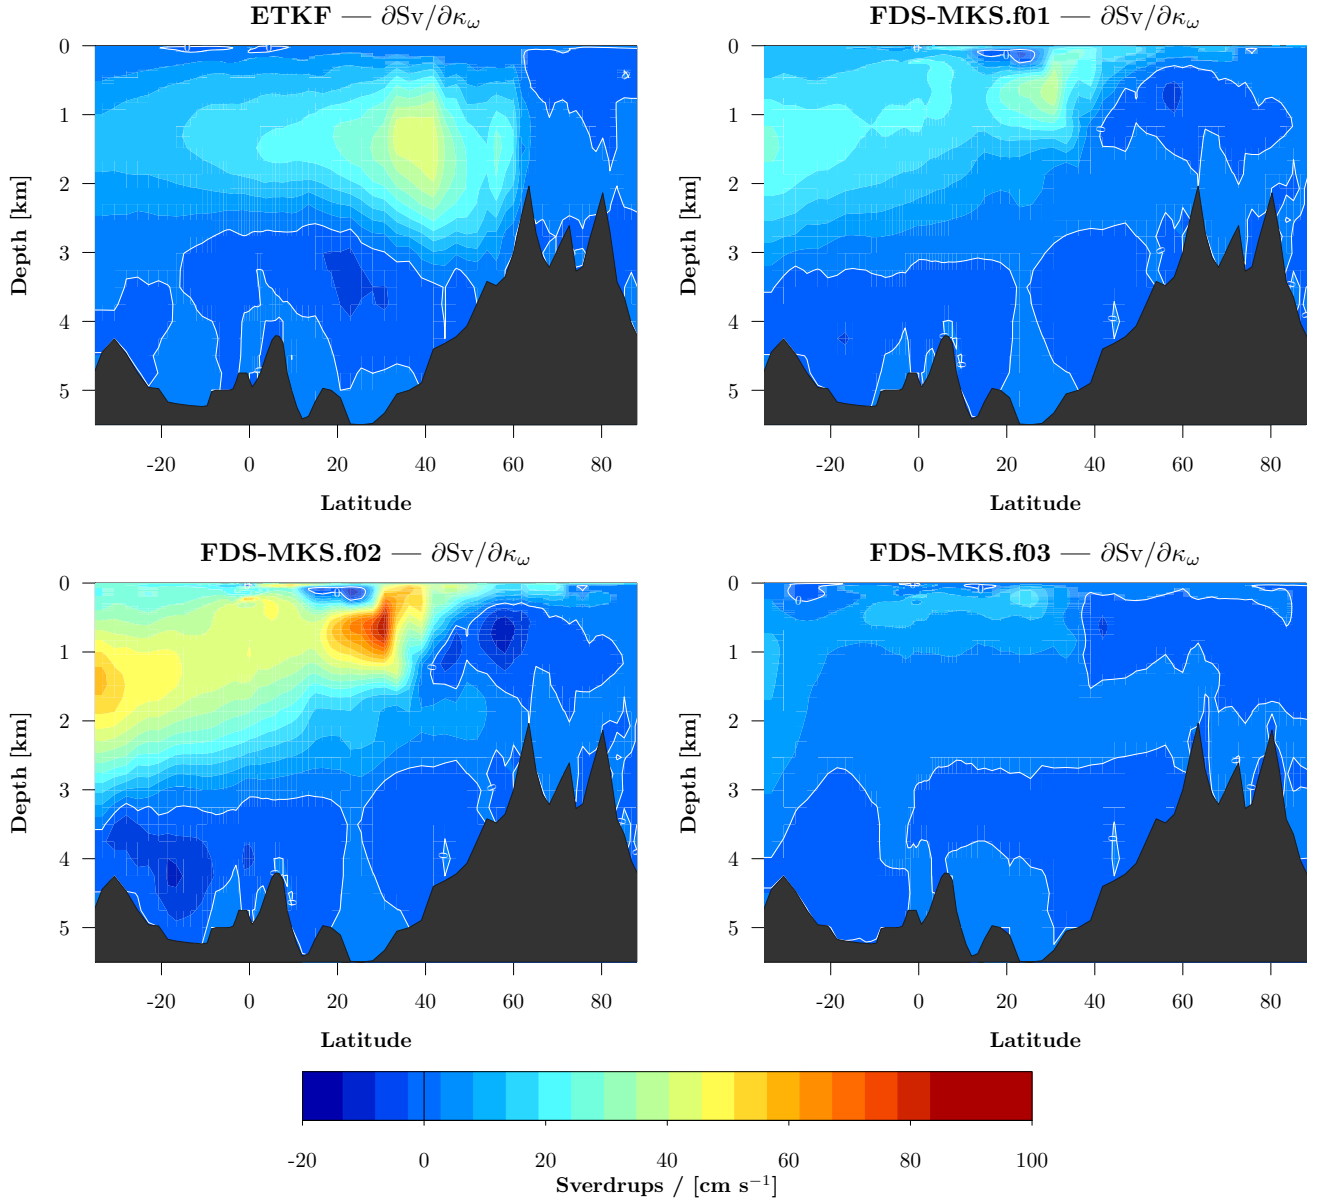 ETKF — ∂Sv/∂κω
FDS-MKS.f01 — ∂Sv/∂κω
0
1
2
3
4
5
Depth [km]
-20 0 20 40 60 80
Latitude
0
1
2
3
4
5
Depth [km]
-20 0 20 40 60 80
Latitude
FDS-MKS.f02 — ∂Sv/∂κω
FDS-MKS.f03 — ∂Sv/∂κω
0
1
2
3
4
5
Depth [km]
-20 0 20 40 60 80
Latitude
0
1
2
3
4
5
Depth [km]
-20 0 20 40 60 80
Latitude
-20 0 20 40 60 80 100
Sverdrups / [cm s⁻¹]